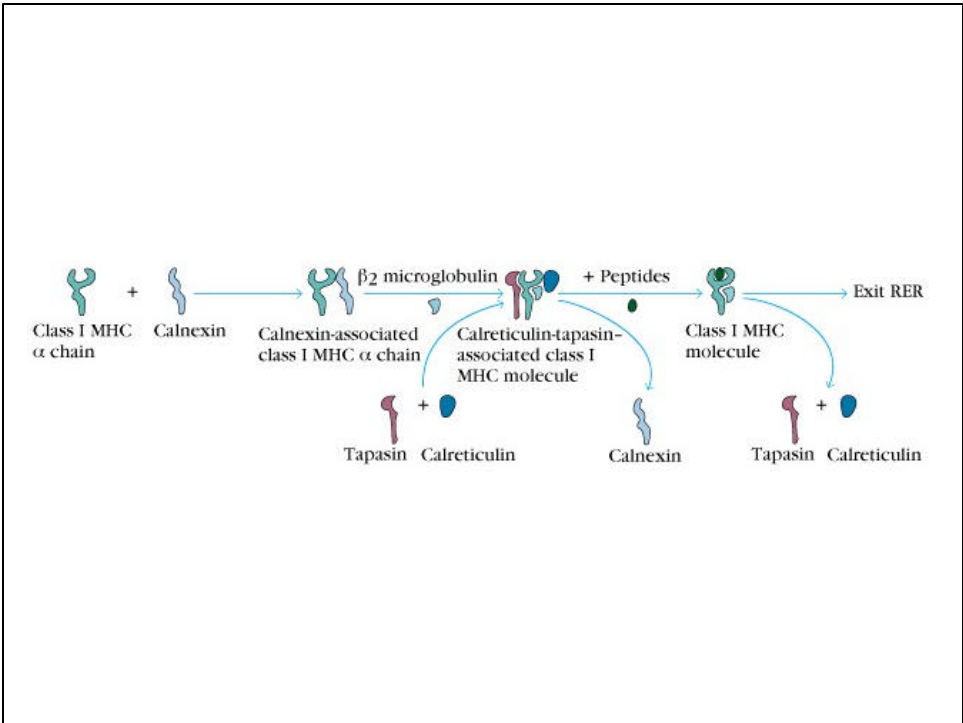 β2 microglobulin
+ Peptides
+
Exit RER
Class I MHC
α chain
Calnexin
Calnexin-associated
class I MHC α chain
Calreticulin-tapasin–
associated class I
MHC molecule
Class I MHC
molecule
+
Tapasin Calreticulin
Calnexin
+
Tapasin Calreticulin